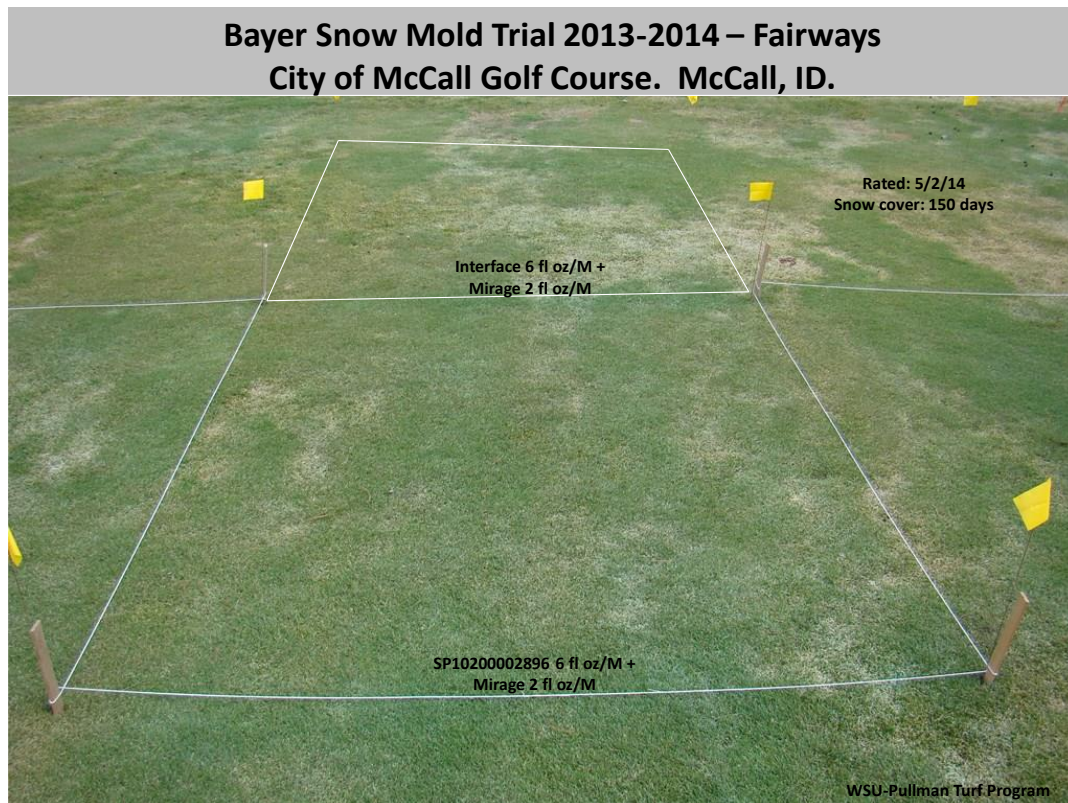 Bayer Snow Mold Trial 2013-2014 – Fairways
City of McCall Golf Course.  McCall, ID.
Rated: 5/2/14
Snow cover: 150 days
Interface 6 fl oz/M +
Mirage 2 fl oz/M
SP10200002896 6 fl oz/M +
Mirage 2 fl oz/M
WSU-Pullman Turf Program